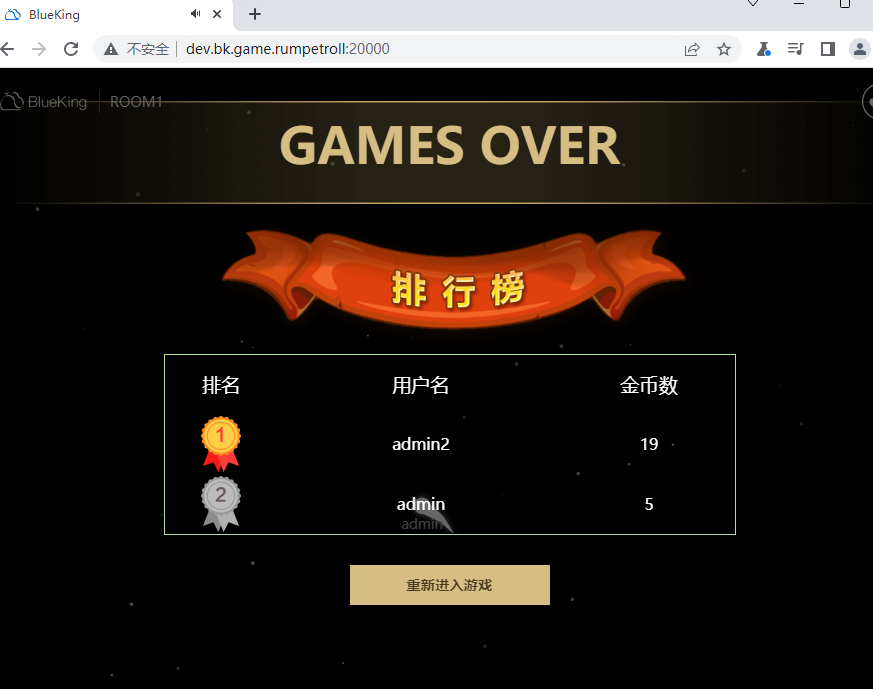 BlueKing
不安全 dev.bk.game.rumpetroll:20000
BlueKing ROOM1
GAMES OVER
排行榜
排名 用户名 金币数
1 admin2 19
2 admin 5
admin
重新进入游戏